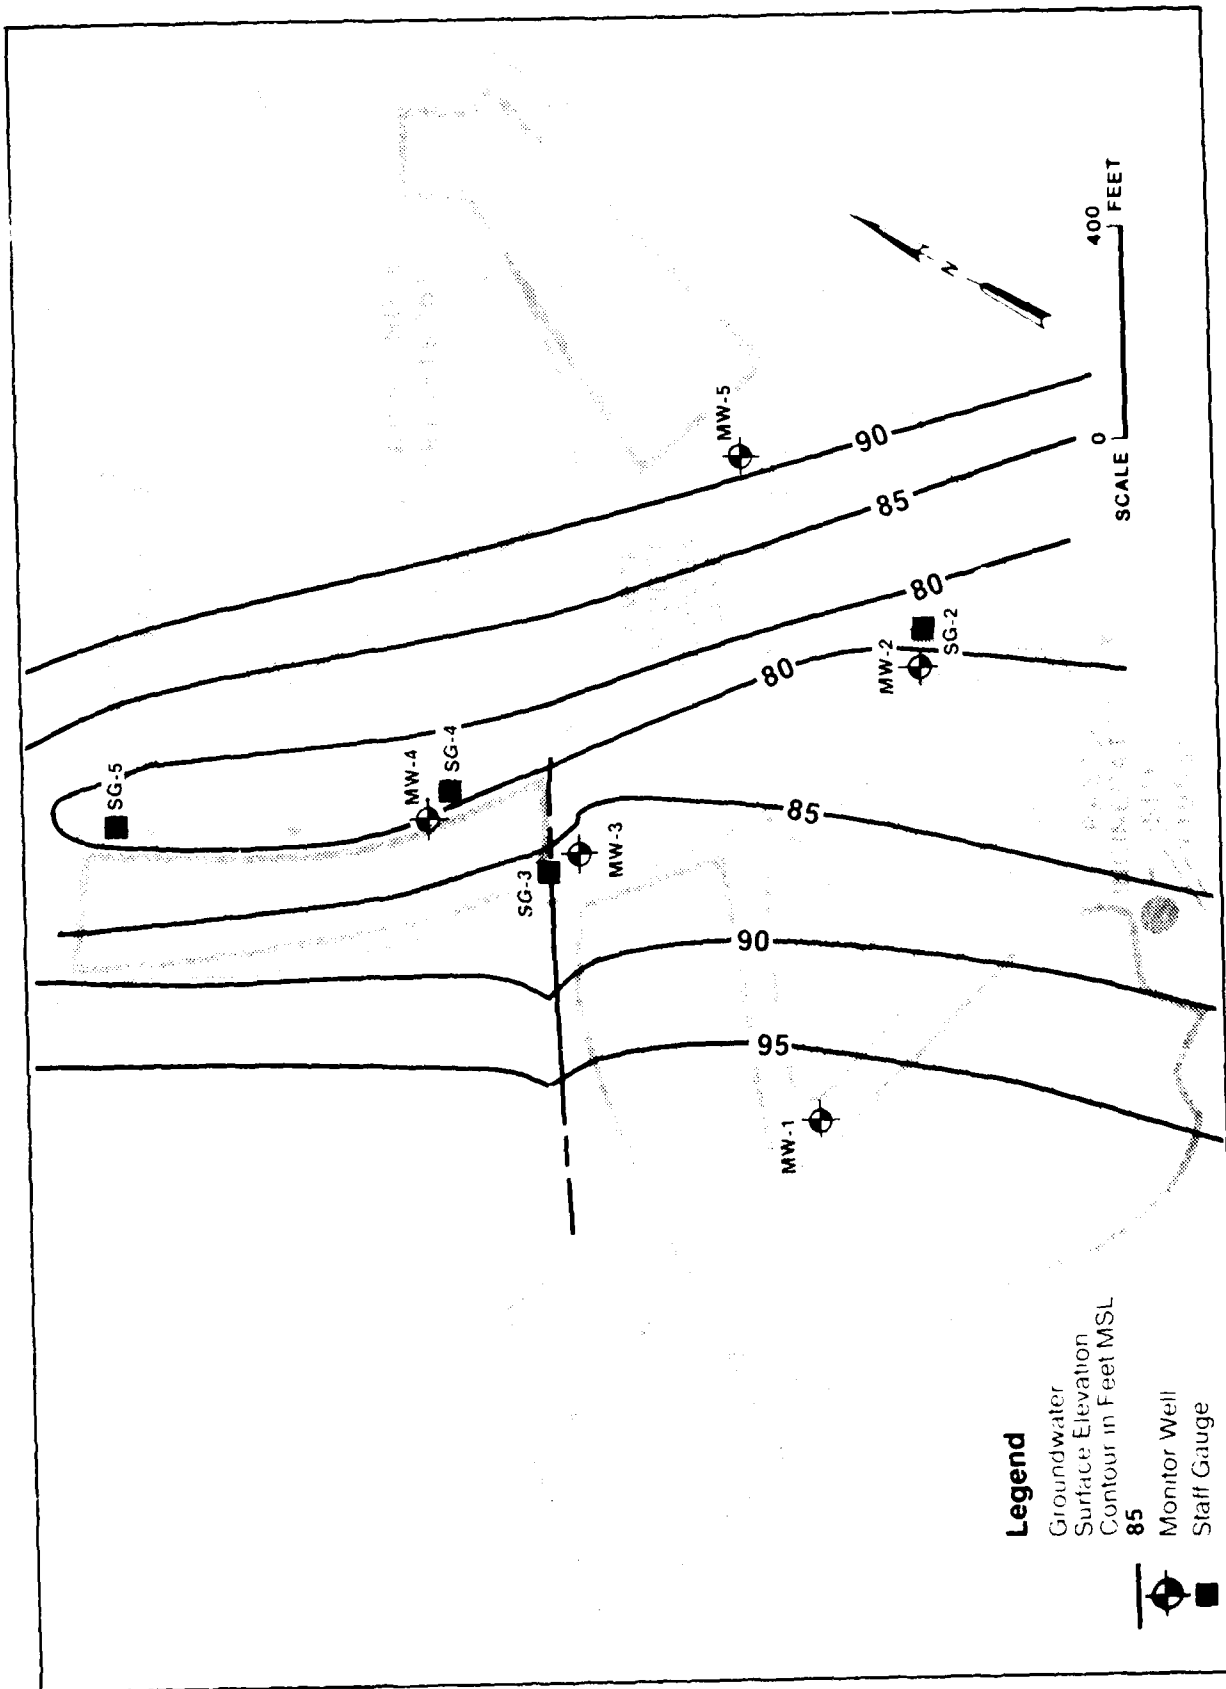 SG-5
MW-4
SG-4
SG-3
MW-3
MW-5
90
85
80
80
MW-2
SG-2
85
90
95
MW-1
N
SCALE 0 400 FEET
Legend
Groundwater
Surface Elevation
Contour in Feet MSL
85
Monitor Well
Staff Gauge